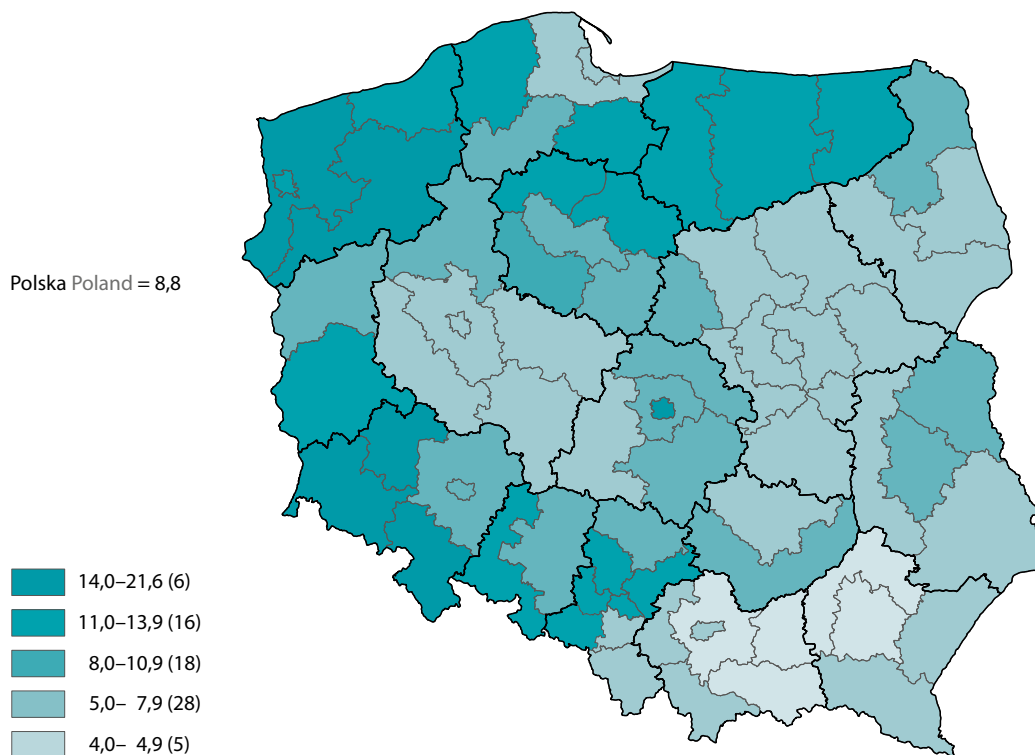 Polska Poland = 8,8
14,0–21,6 (6)
11,0–13,9 (16)
8,0–10,9 (18)
5,0– 7,9 (28)
4,0– 4,9 (5)